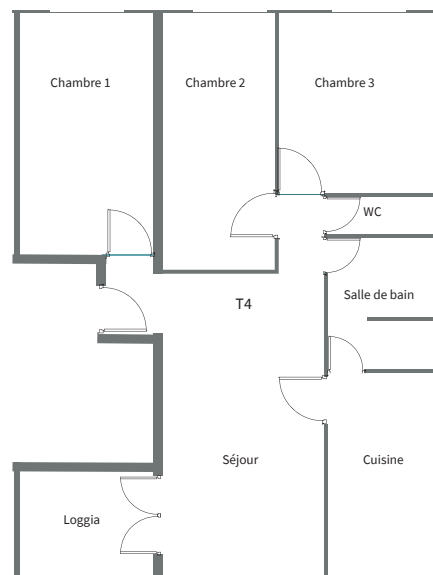 Chambre 1
Chambre 2
Chambre 3
WC
Salle de bain
T4
Séjour
Cuisine
Loggia